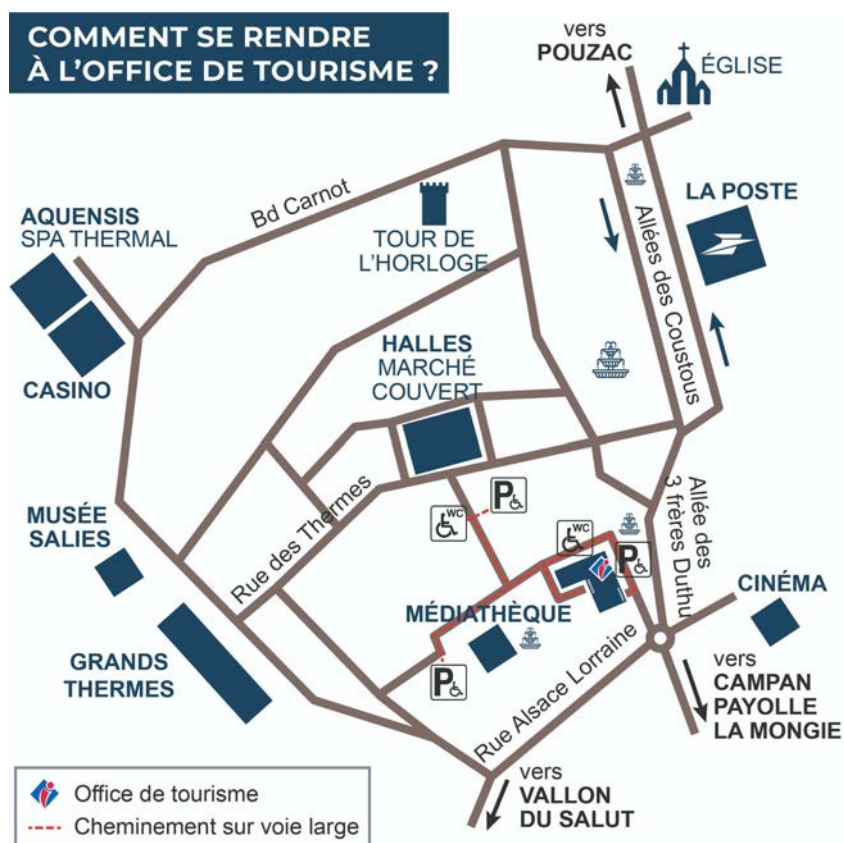 COMMENT SE RENDRE
À L'OFFICE DE TOURISME ?
vers
POUZAC
ÉGLISE
Bd Carnot
LA POSTE
AQUENSIS
SPA THERMAL
TOUR DE
L'HORLOGE
Allées des Coustous
HALLES
MARCHÉ
COUVERT
CASINO
Rue des Thermes
P
WC
WC
P
Allée des
3 frères Duthu
MUSÉE
SALIES
CINÉMA
MÉDIATHÈQUE
GRANDS
THERMES
P
Rue Alsace Lorraine
vers
CAMPAN
PAYOLLE
LA MONGIE
vers
VALLON
DU SALUT
Office de tourisme
Cheminement sur voie large